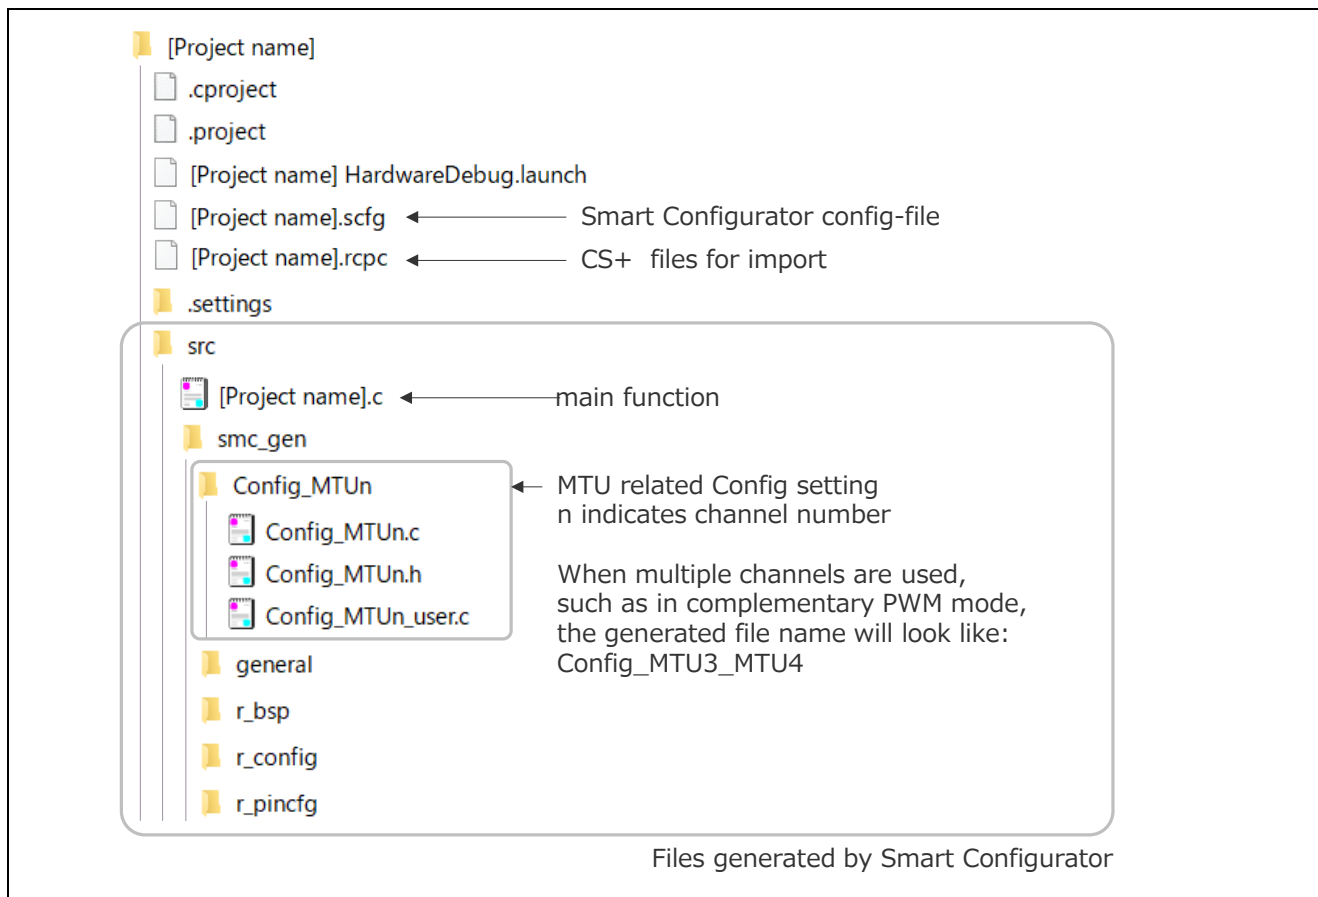 [Project name]
.cproject
.project
[Project name] HardwareDebug.launch
[Project name].scfg
Smart Configurator config-file
[Project name].rcpc
CS+ files for import
.settings
src
[Project name].c
main function
smc_gen
Config_MTUn
MTU related Config setting
n indicates channel number
Config_MTUn.c
Config_MTUn.h
Config_MTUn_user.c
When multiple channels are used,
such as in complementary PWM mode,
the generated file name will look like:
Config_MTU3_MTU4
general
r_bsp
r_config
r_pincfg
Files generated by Smart Configurator